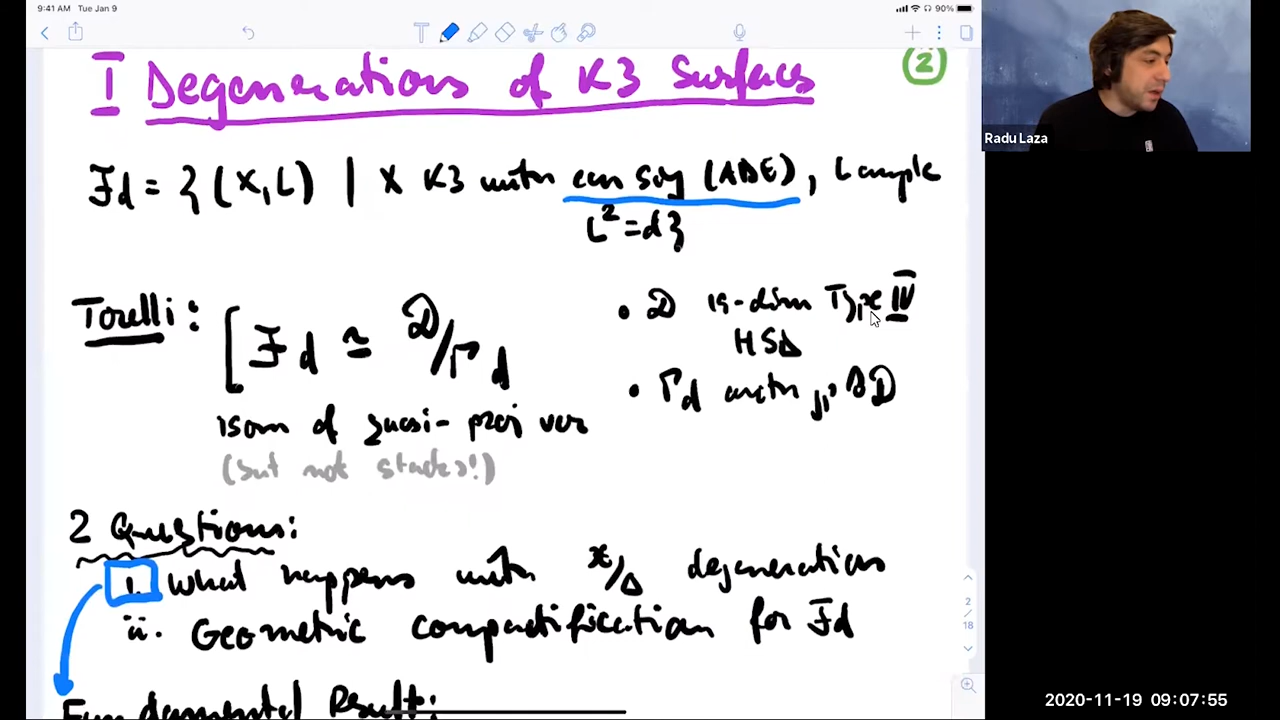 9:41 AM Tue Jan 9
90%
I Degenerations of K3 Surfaces
2
Fd = {(X,L) | X K3 with can sing (ADE), L ample
L²=d}
Torelli: [ Fd ≅ D/Γd
• D 19-dim Type IV
HSD
isom of quasi-proj var
• Γd arith
(but not stacks!)
2 Questions:
i. What happens with X/Δ degenerations
ii. Geometric compactification for Fd
Fundamental Result:
2
/
18
Radu Laza
2020-11-19 09:07:55